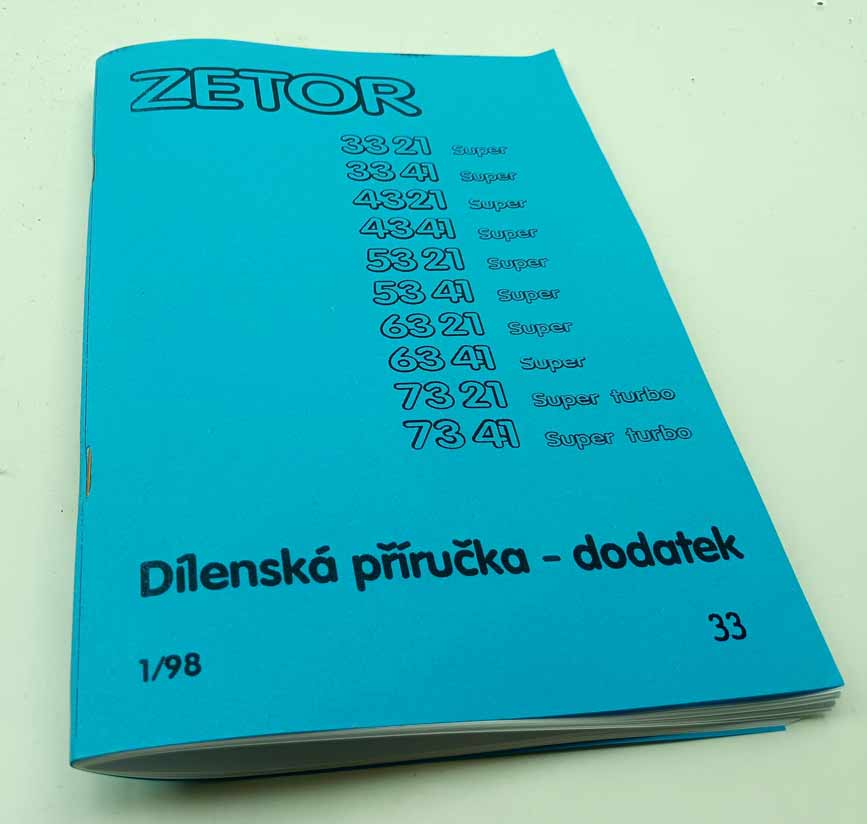 ZETOR
3321 Super
3341 Super
4321 Super
4341 Super
5321 Super
5341 Super
6321 Super
6341 Super
7321 Super turbo
7341 Super turbo
Dílenská příručka - dodatek
1/98
33